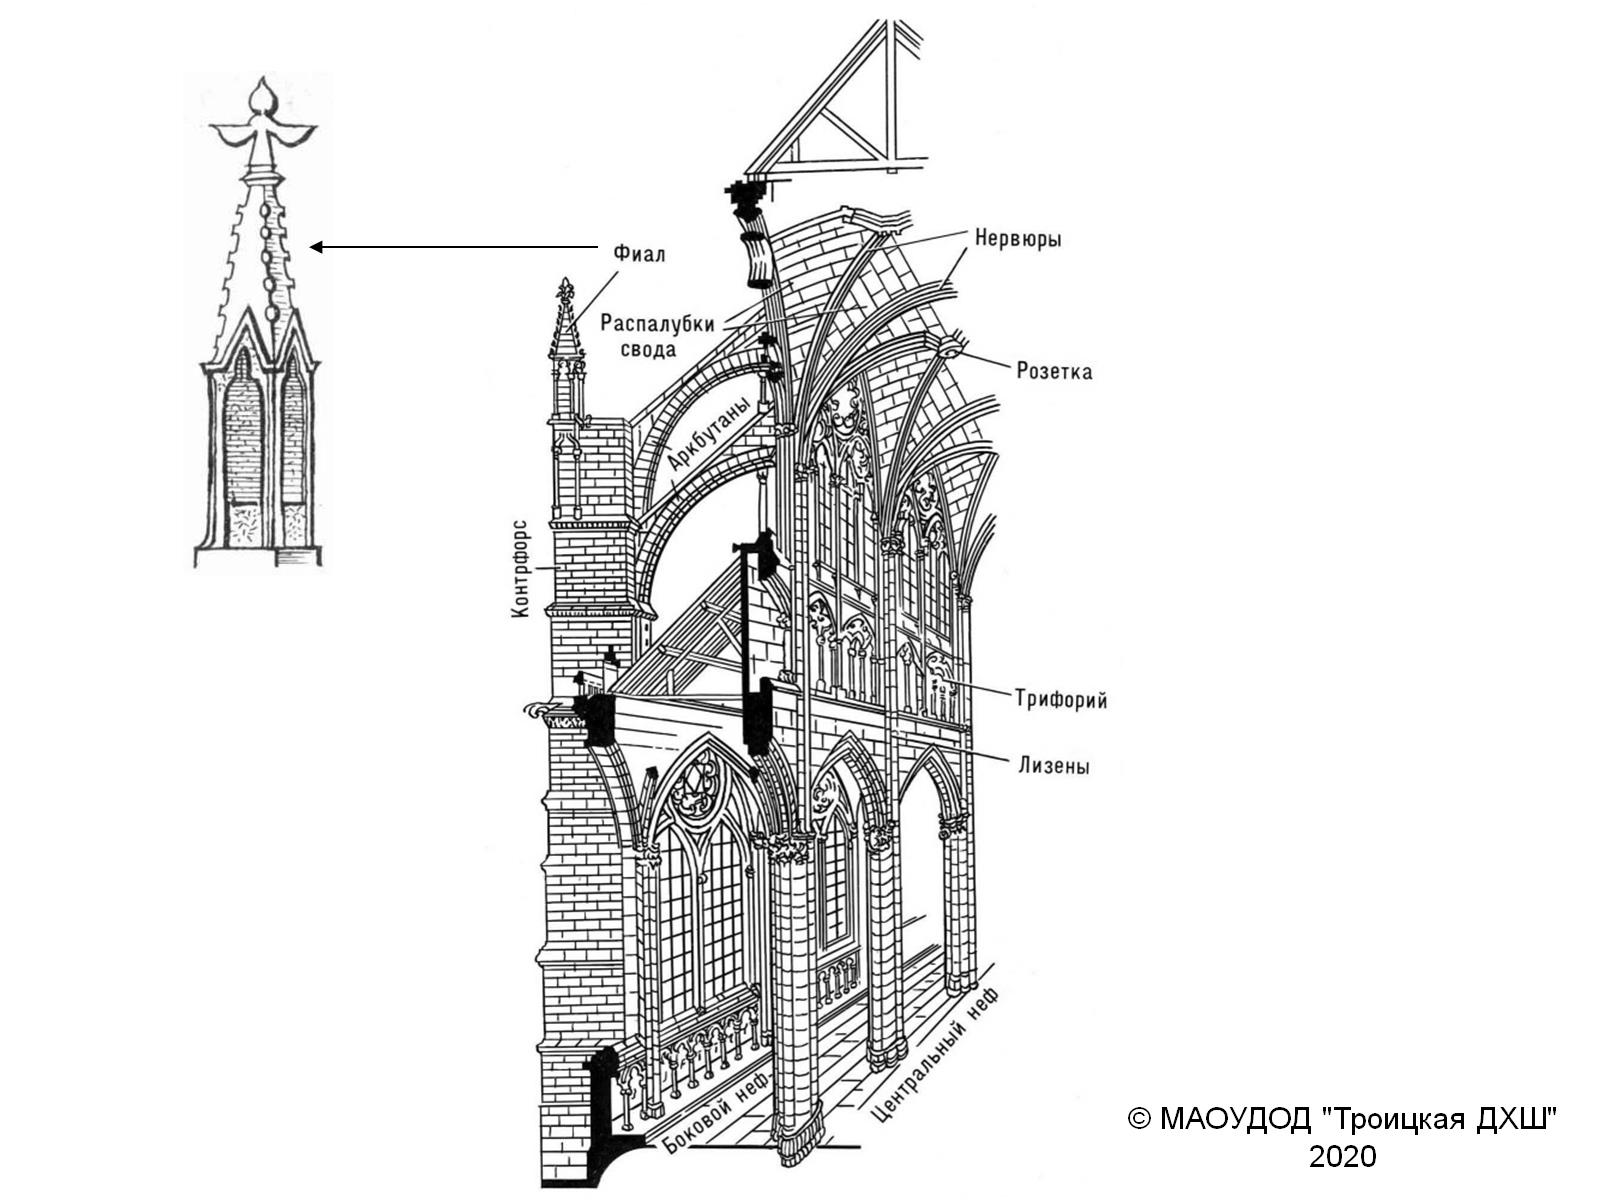 Фиал
Нервюры
Распалубки
свода
Розетка
Аркбутаны
Контрфорс
Трифорий
Лизены
Боковой неф
Центральный неф
© МАОУДОД "Троицкая ДХШ"
2020